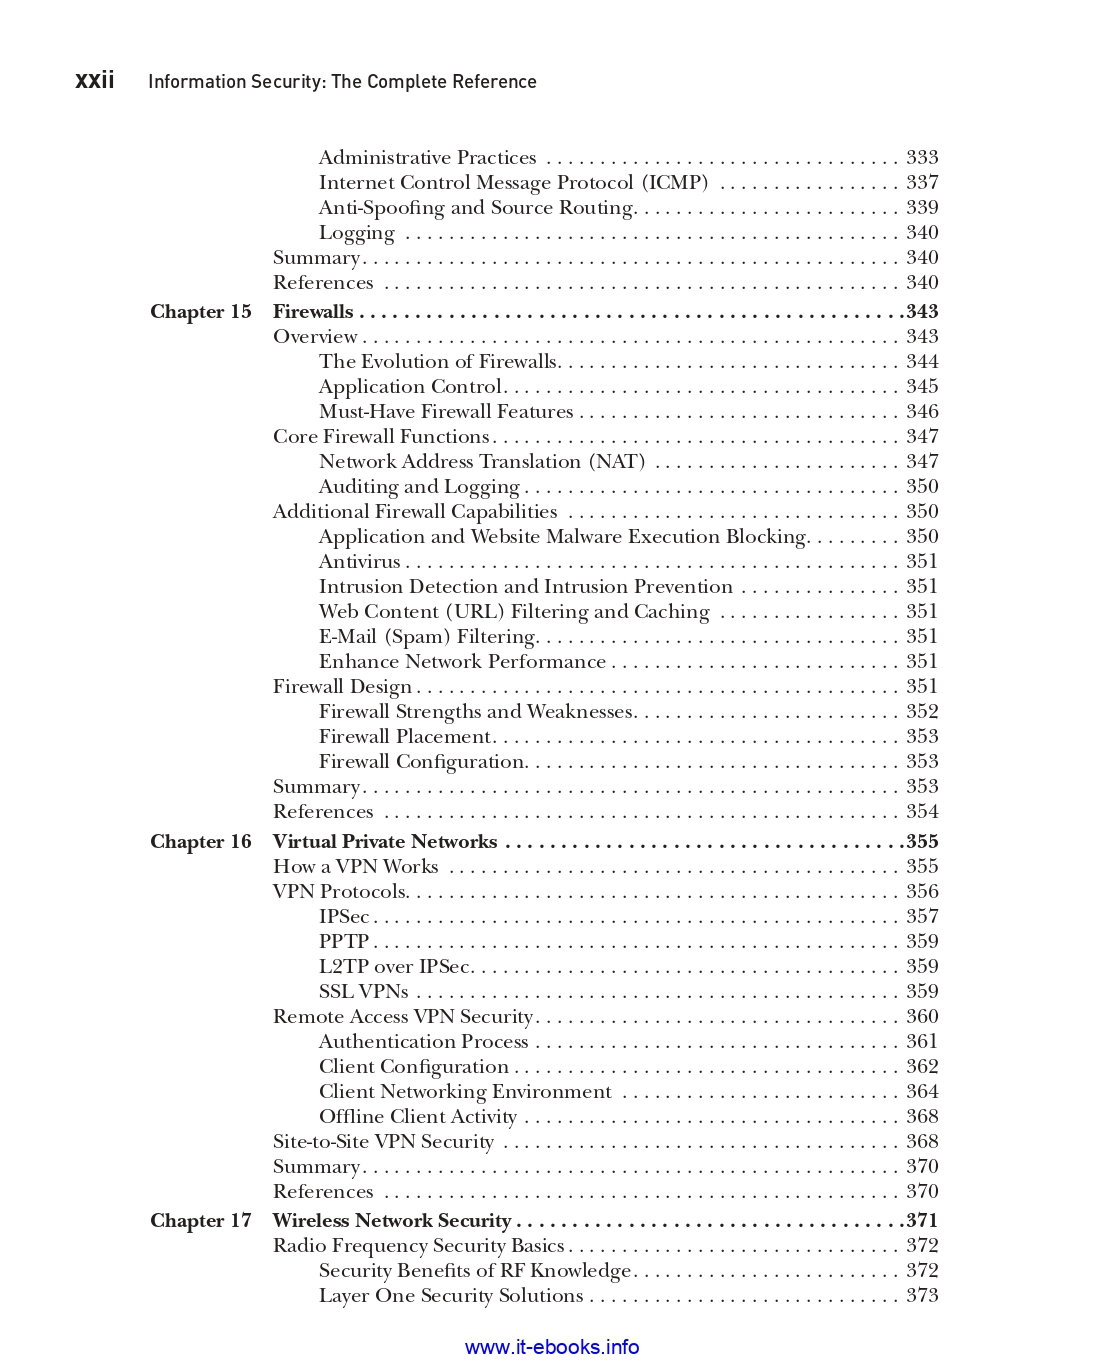 xxii Information Security: The Complete Reference
Administrative Practices . . . . . . . . . . . . . . . . . . . . . . . . . . . . . . . . . 333
Internet Control Message Protocol (ICMP) . . . . . . . . . . . . . . . . . 337
Anti-Spoofing and Source Routing. . . . . . . . . . . . . . . . . . . . . . . . . 339
Logging . . . . . . . . . . . . . . . . . . . . . . . . . . . . . . . . . . . . . . . . . . . . . . 340
Summary. . . . . . . . . . . . . . . . . . . . . . . . . . . . . . . . . . . . . . . . . . . . . . . . . . 340
References . . . . . . . . . . . . . . . . . . . . . . . . . . . . . . . . . . . . . . . . . . . . . . . . 340
Chapter 15 Firewalls . . . . . . . . . . . . . . . . . . . . . . . . . . . . . . . . . . . . . . . . . . . . . . . . . .343
Overview . . . . . . . . . . . . . . . . . . . . . . . . . . . . . . . . . . . . . . . . . . . . . . . . . . 343
The Evolution of Firewalls. . . . . . . . . . . . . . . . . . . . . . . . . . . . . . . . 344
Application Control. . . . . . . . . . . . . . . . . . . . . . . . . . . . . . . . . . . . . 345
Must-Have Firewall Features . . . . . . . . . . . . . . . . . . . . . . . . . . . . . . 346
Core Firewall Functions. . . . . . . . . . . . . . . . . . . . . . . . . . . . . . . . . . . . . . 347
Network Address Translation (NAT) . . . . . . . . . . . . . . . . . . . . . . . 347
Auditing and Logging . . . . . . . . . . . . . . . . . . . . . . . . . . . . . . . . . . . 350
Additional Firewall Capabilities . . . . . . . . . . . . . . . . . . . . . . . . . . . . . . . 350
Application and Website Malware Execution Blocking. . . . . . . . . 350
Antivirus . . . . . . . . . . . . . . . . . . . . . . . . . . . . . . . . . . . . . . . . . . . . . . 351
Intrusion Detection and Intrusion Prevention . . . . . . . . . . . . . . . 351
Web Content (URL) Filtering and Caching . . . . . . . . . . . . . . . . . 351
E-Mail (Spam) Filtering. . . . . . . . . . . . . . . . . . . . . . . . . . . . . . . . . . 351
Enhance Network Performance . . . . . . . . . . . . . . . . . . . . . . . . . . . 351
Firewall Design . . . . . . . . . . . . . . . . . . . . . . . . . . . . . . . . . . . . . . . . . . . . . 351
Firewall Strengths and Weaknesses. . . . . . . . . . . . . . . . . . . . . . . . . 352
Firewall Placement. . . . . . . . . . . . . . . . . . . . . . . . . . . . . . . . . . . . . . 353
Firewall Configuration. . . . . . . . . . . . . . . . . . . . . . . . . . . . . . . . . . . 353
Summary. . . . . . . . . . . . . . . . . . . . . . . . . . . . . . . . . . . . . . . . . . . . . . . . . . 353
References . . . . . . . . . . . . . . . . . . . . . . . . . . . . . . . . . . . . . . . . . . . . . . . . 354
Chapter 16 Virtual Private Networks . . . . . . . . . . . . . . . . . . . . . . . . . . . . . . . . . . . . .355
How a VPN Works . . . . . . . . . . . . . . . . . . . . . . . . . . . . . . . . . . . . . . . . . . 355
VPN Protocols. . . . . . . . . . . . . . . . . . . . . . . . . . . . . . . . . . . . . . . . . . . . . . 356
IPSec . . . . . . . . . . . . . . . . . . . . . . . . . . . . . . . . . . . . . . . . . . . . . . . . . 357
PPTP . . . . . . . . . . . . . . . . . . . . . . . . . . . . . . . . . . . . . . . . . . . . . . . . . 359
L2TP over IPSec. . . . . . . . . . . . . . . . . . . . . . . . . . . . . . . . . . . . . . . . 359
SSL VPNs . . . . . . . . . . . . . . . . . . . . . . . . . . . . . . . . . . . . . . . . . . . . . 359
Remote Access VPN Security. . . . . . . . . . . . . . . . . . . . . . . . . . . . . . . . . . 360
Authentication Process . . . . . . . . . . . . . . . . . . . . . . . . . . . . . . . . . . 361
Client Configuration . . . . . . . . . . . . . . . . . . . . . . . . . . . . . . . . . . . . 362
Client Networking Environment . . . . . . . . . . . . . . . . . . . . . . . . . . 364
Offline Client Activity . . . . . . . . . . . . . . . . . . . . . . . . . . . . . . . . . . . 368
Site-to-Site VPN Security . . . . . . . . . . . . . . . . . . . . . . . . . . . . . . . . . . . . . 368
Summary. . . . . . . . . . . . . . . . . . . . . . . . . . . . . . . . . . . . . . . . . . . . . . . . . . 370
References . . . . . . . . . . . . . . . . . . . . . . . . . . . . . . . . . . . . . . . . . . . . . . . . 370
Chapter 17 Wireless Network Security . . . . . . . . . . . . . . . . . . . . . . . . . . . . . . . . . . . .371
Radio Frequency Security Basics . . . . . . . . . . . . . . . . . . . . . . . . . . . . . . . 372
Security Benefits of RF Knowledge. . . . . . . . . . . . . . . . . . . . . . . . . 372
Layer One Security Solutions . . . . . . . . . . . . . . . . . . . . . . . . . . . . . 373
www.it-ebooks.info